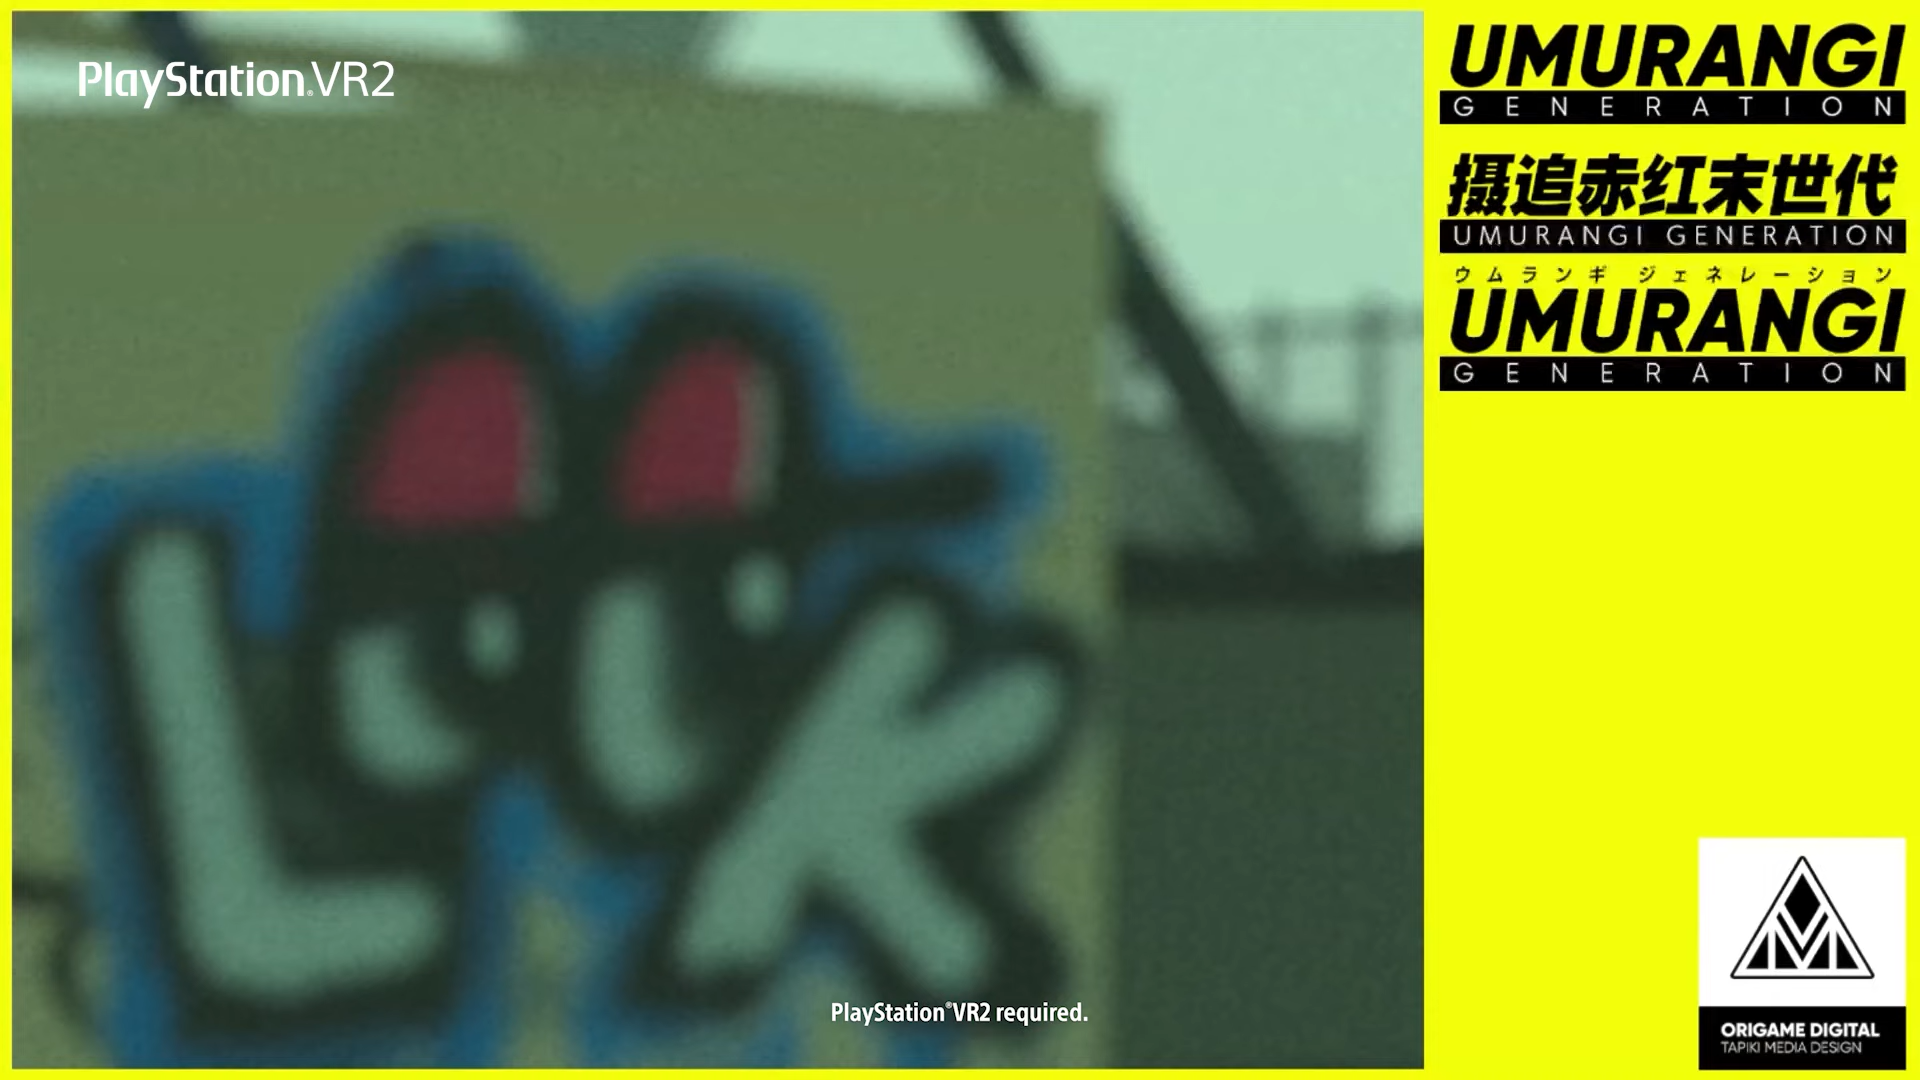 PlayStation®VR2
LOOK
PlayStation®VR2 required.
UMURANGI
GENERATION
摄追赤红末世代
UMURANGI GENERATION
ウムランギ ジェネレーション
UMURANGI
GENERATION
ORIGAME DIGITAL
TAPIKI MEDIA DESIGN